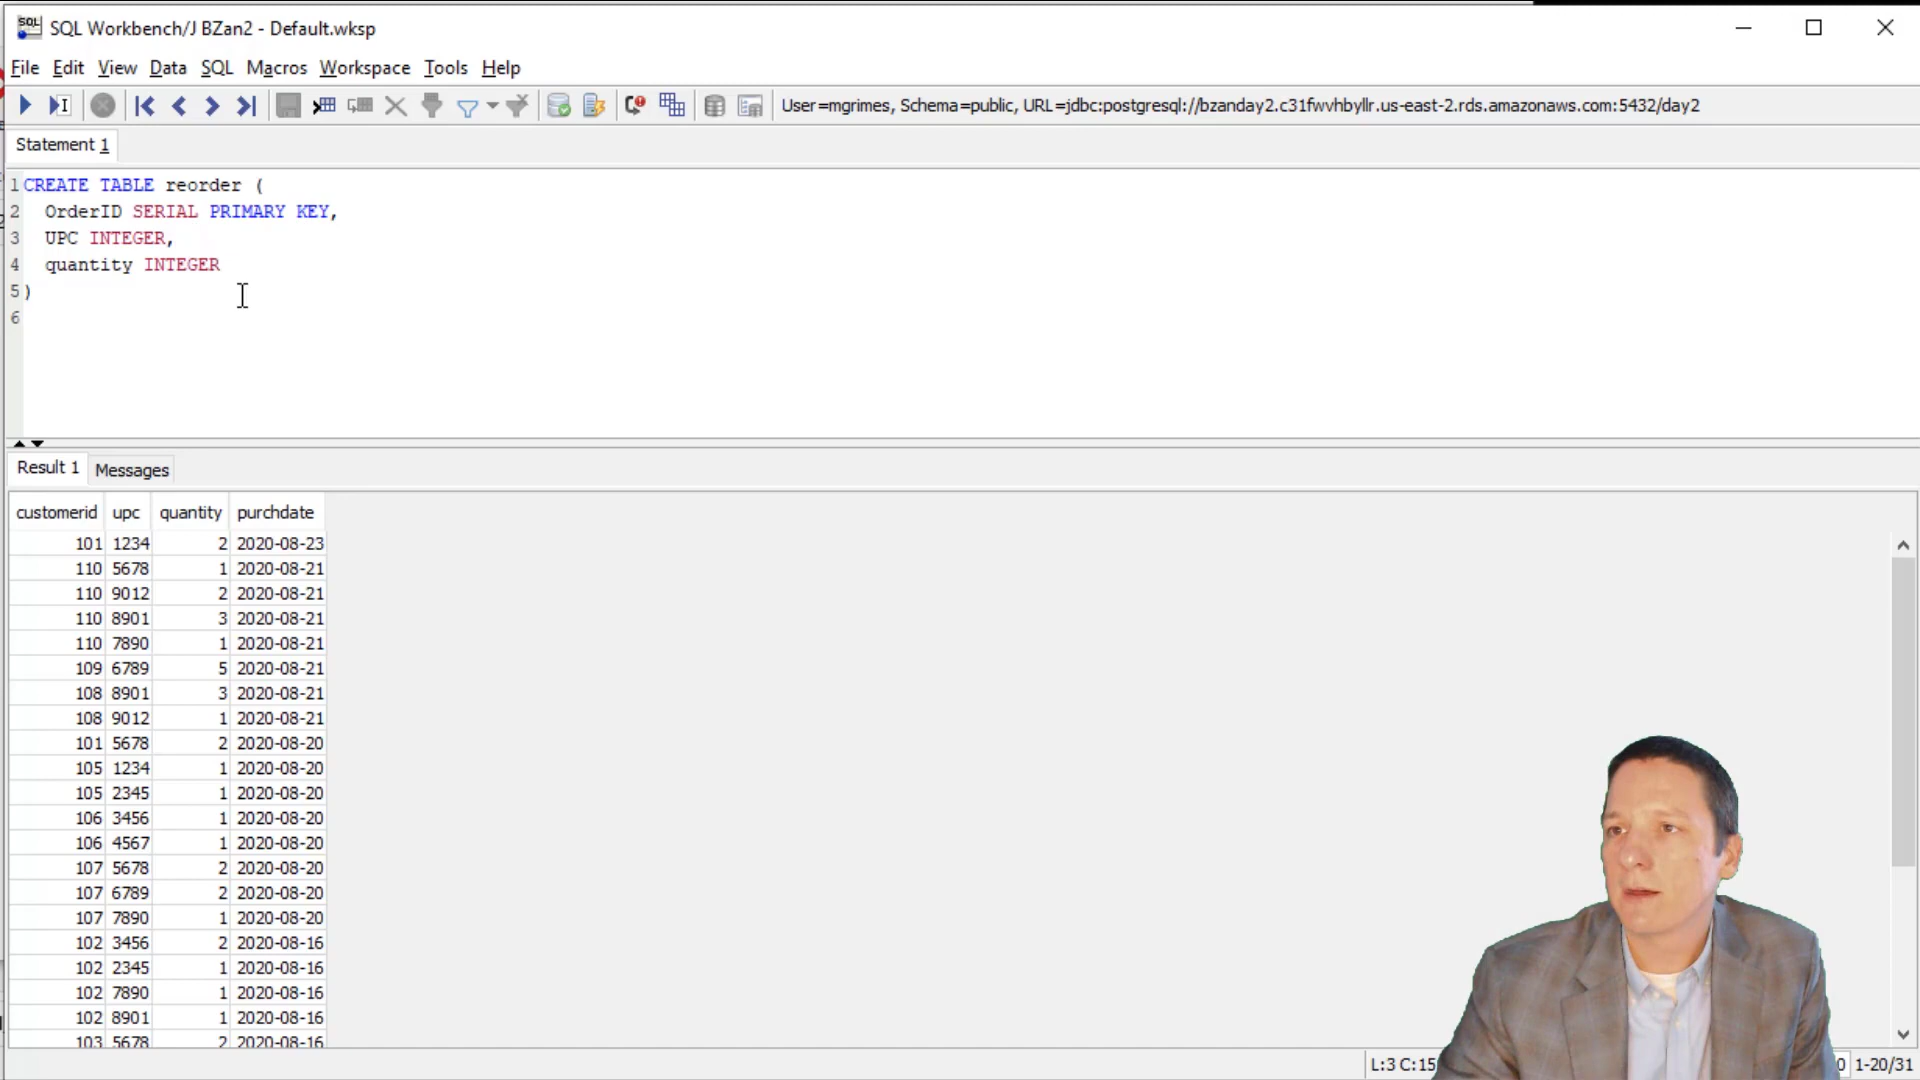 SQL Workbench/J BZan2 - Default.wksp
File Edit View Data SQL Macros Workspace Tools Help
User=mgrimes, Schema=public, URL=jdbc:postgresql://bzanday2.c31fwvhbyllr.us-east-2.rds.amazonaws.com:5432/day2
Statement 1
1 CREATE TABLE reorder (
2 OrderID SERIAL PRIMARY KEY,
3 UPC INTEGER,
4 quantity INTEGER
5 )
6
Result 1 Messages
customerid upc quantity purchdate
101 1234 2 2020-08-23
110 5678 1 2020-08-21
110 9012 2 2020-08-21
110 8901 3 2020-08-21
110 7890 1 2020-08-21
109 6789 5 2020-08-21
108 8901 3 2020-08-21
108 9012 1 2020-08-21
101 5678 2 2020-08-20
105 1234 1 2020-08-20
105 2345 1 2020-08-20
106 3456 1 2020-08-20
106 4567 1 2020-08-20
107 5678 2 2020-08-20
107 6789 2 2020-08-20
107 7890 1 2020-08-20
102 3456 2 2020-08-16
102 2345 1 2020-08-16
102 7890 1 2020-08-16
102 8901 1 2020-08-16
103 5678 2 2020-08-16
L:3 C:15 0 1-20/31